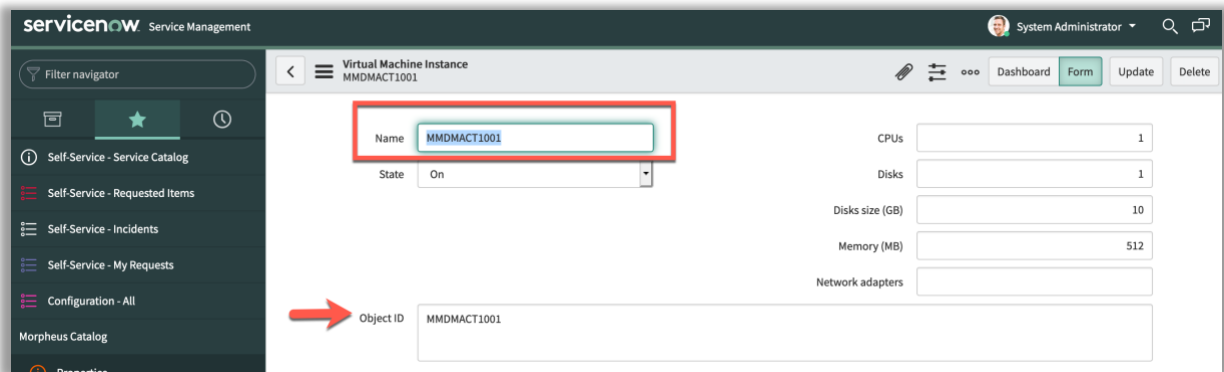 servicenow Service Management
System Administrator
Filter navigator
Virtual Machine Instance
MMDMACT1001
Dashboard Form Update Delete
Self-Service - Service Catalog
Self-Service - Requested Items
Self-Service - Incidents
Self-Service - My Requests
Configuration - All
Morpheus Catalog
Properties
Name MMDMACT1001
CPUs 1
State On
Disks 1
Disks size (GB) 10
Memory (MB) 512
Network adapters
Object ID MMDMACT1001